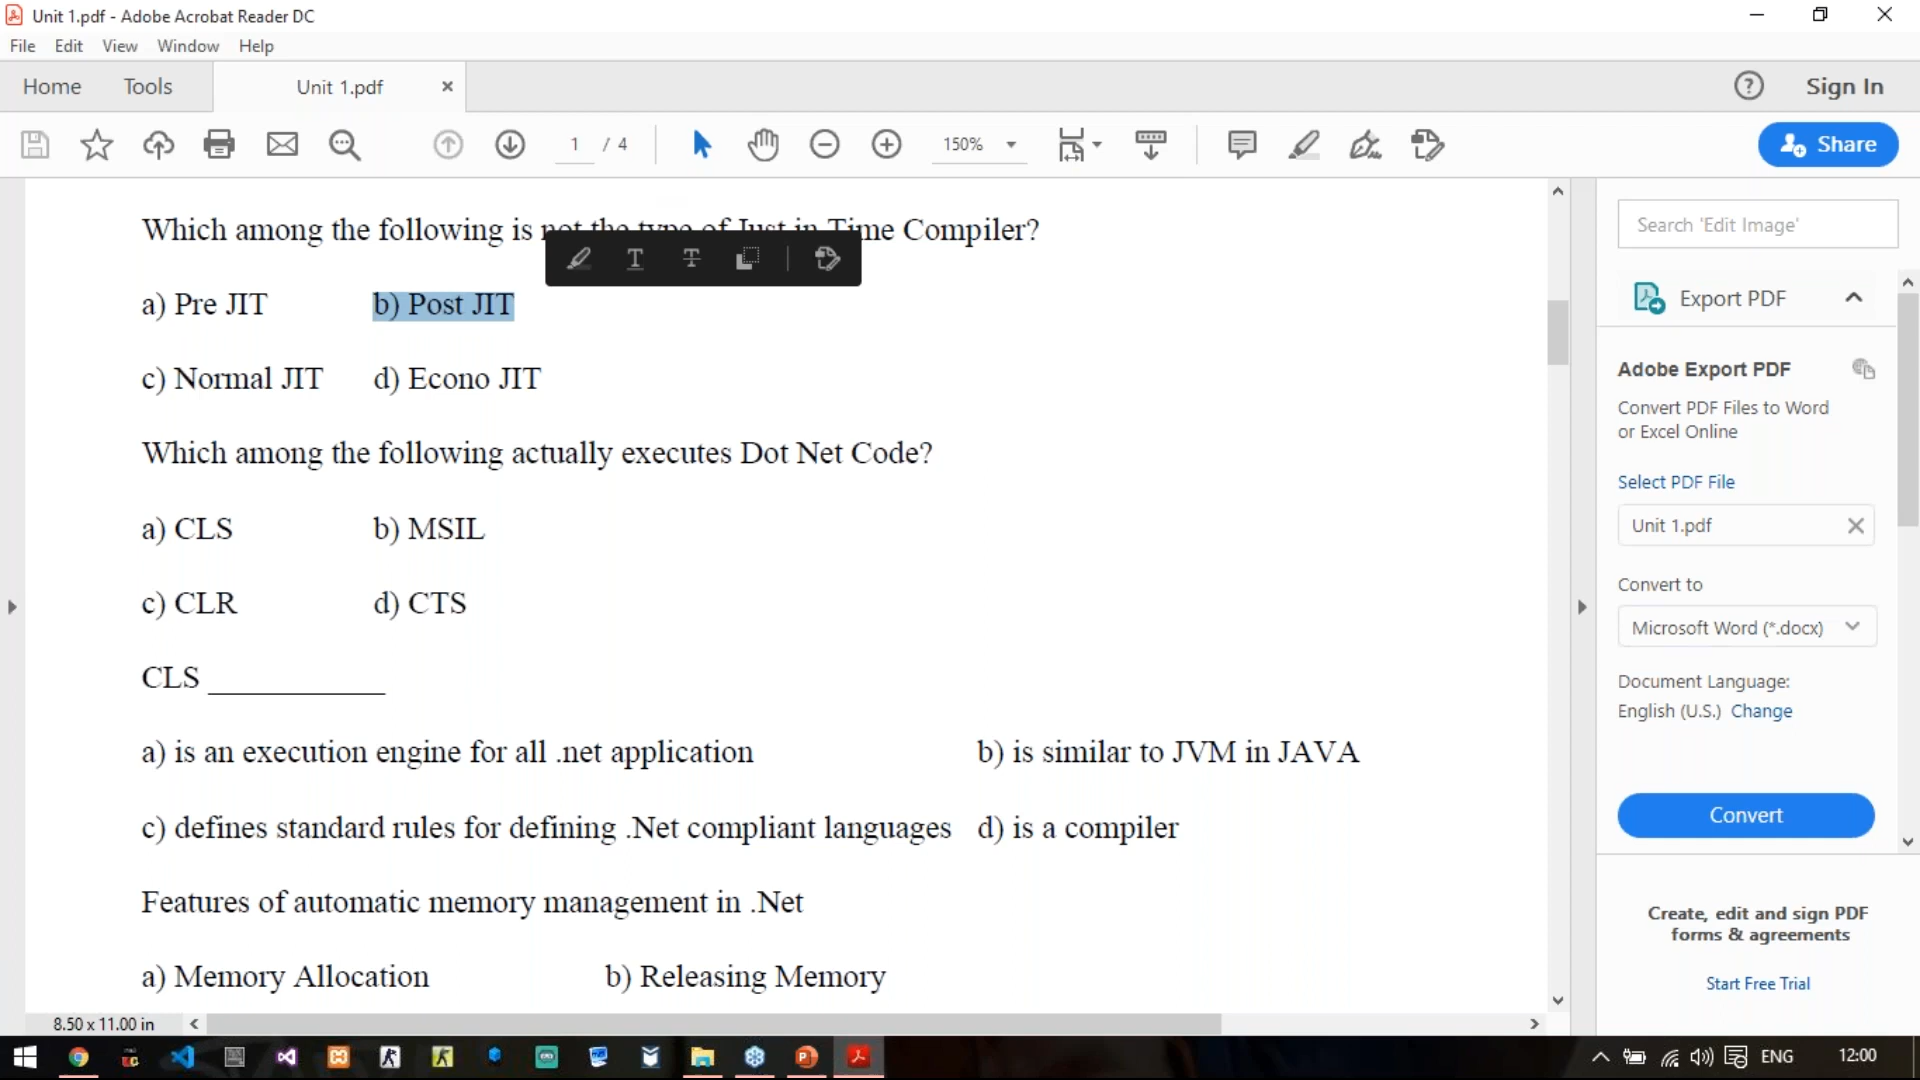 Unit 1.pdf - Adobe Acrobat Reader DC
File Edit View Window Help
Home Tools Unit 1.pdf Sign In
1 / 4 150% Share
Which among the following is not the type of Just in Time Compiler?
a) Pre JIT b) Post JIT
c) Normal JIT d) Econo JIT
Which among the following actually executes Dot Net Code?
a) CLS b) MSIL
c) CLR d) CTS
CLS ___________
a) is an execution engine for all .net application b) is similar to JVM in JAVA
c) defines standard rules for defining .Net compliant languages d) is a compiler
Features of automatic memory management in .Net
a) Memory Allocation b) Releasing Memory
8.50 x 11.00 in
Search 'Edit Image'
Export PDF
Adobe Export PDF
Convert PDF Files to Word
or Excel Online
Select PDF File
Unit 1.pdf
Convert to
Microsoft Word (*.docx)
Document Language:
English (U.S.) Change
Convert
Create, edit and sign PDF
forms & agreements
Start Free Trial
ENG 12:00